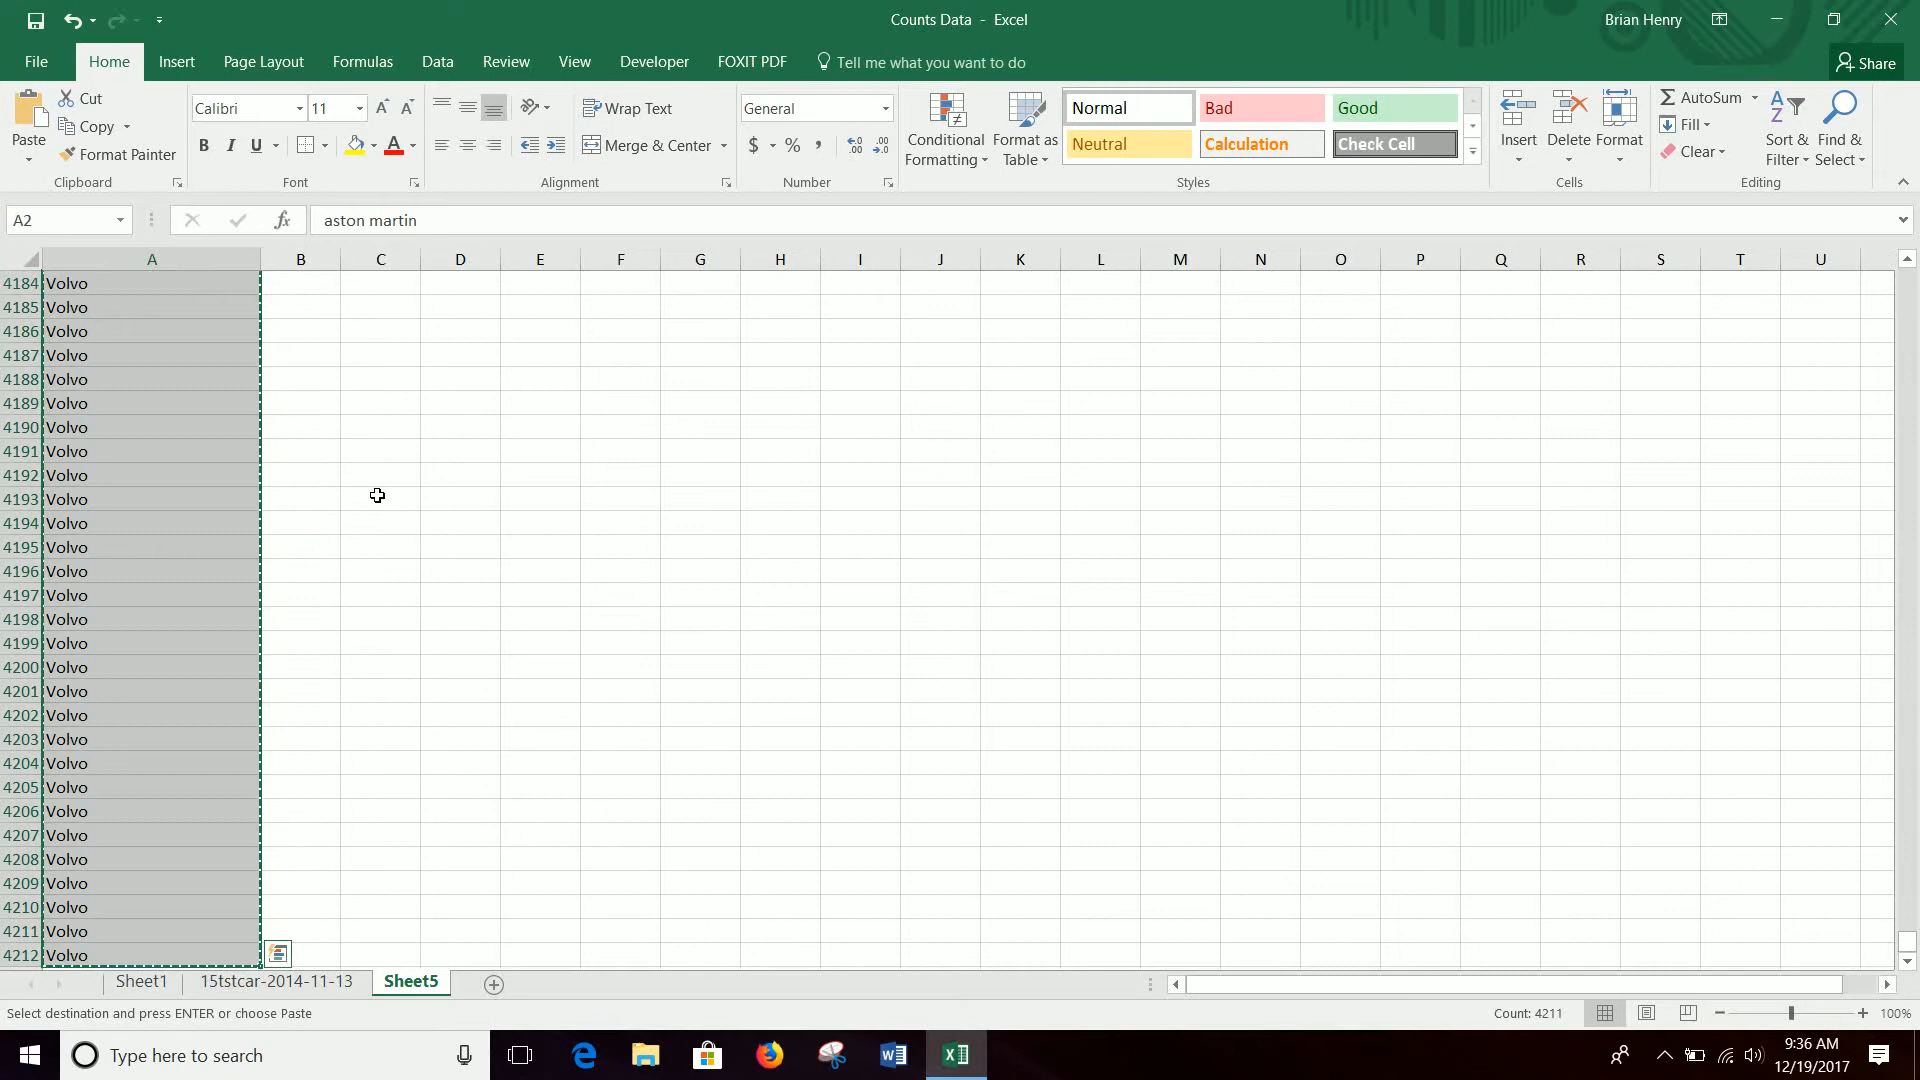 Counts Data - Excel
Brian Henry
File Home Insert Page Layout Formulas Data Review View Developer FOXIT PDF Tell me what you want to do Share
Paste
Cut
Copy
Format Painter
Clipboard
Calibri 11
B I U A
Font
Wrap Text
Merge & Center
Alignment
General
$ % ,
Number
Conditional Formatting
Format as Table
Normal Bad Good
Neutral Calculation Check Cell
Styles
Insert Delete Format
Cells
AutoSum
Fill
Clear
Sort & Filter
Find & Select
Editing
A2 fx aston martin
A B C D E F G H I J K L M N O P Q R S T U
4184 Volvo
4185 Volvo
4186 Volvo
4187 Volvo
4188 Volvo
4189 Volvo
4190 Volvo
4191 Volvo
4192 Volvo
4193 Volvo
4194 Volvo
4195 Volvo
4196 Volvo
4197 Volvo
4198 Volvo
4199 Volvo
4200 Volvo
4201 Volvo
4202 Volvo
4203 Volvo
4204 Volvo
4205 Volvo
4206 Volvo
4207 Volvo
4208 Volvo
4209 Volvo
4210 Volvo
4211 Volvo
4212 Volvo
Sheet1 15tstcar-2014-11-13 Sheet5
Select destination and press ENTER or choose Paste
Count: 4211
100%
Type here to search
9:36 AM
12/19/2017